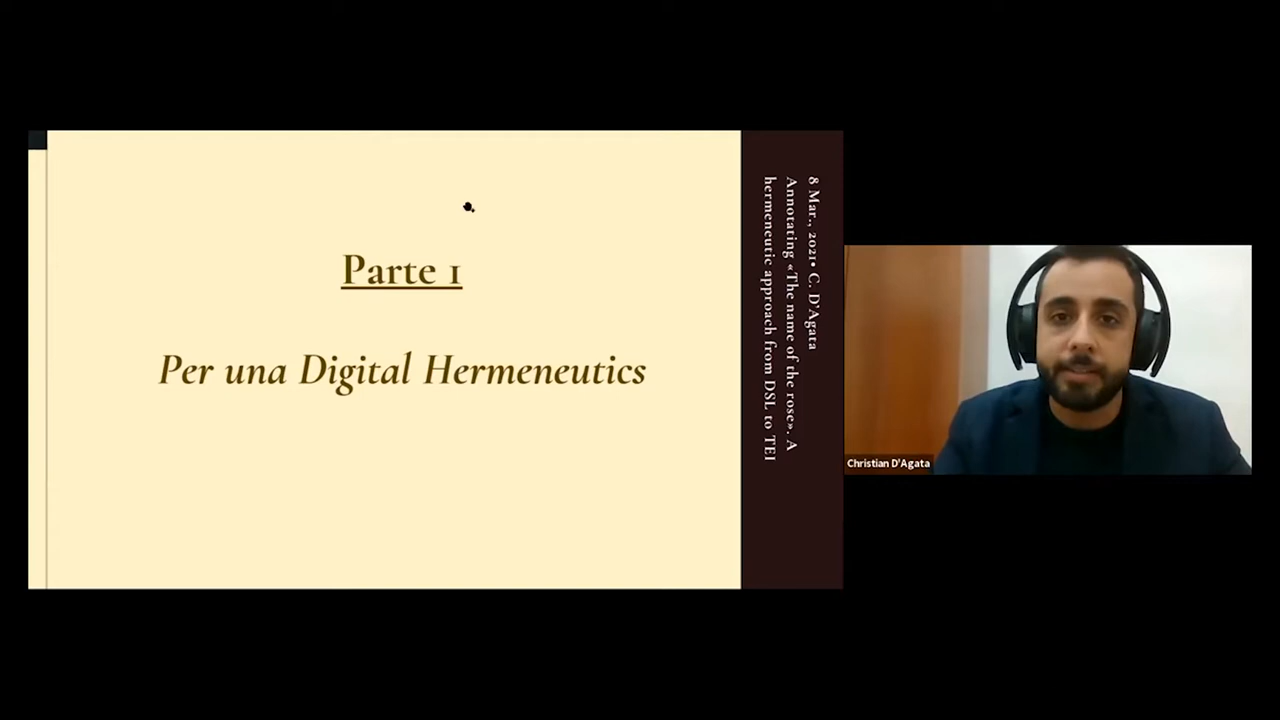 Parte 1
Per una Digital Hermeneutics
8 Mar., 2021• C. D'Agata
Annotating «The name of the rose». A
hermeneutic approach from DSL to TEI
Christian D'Agata